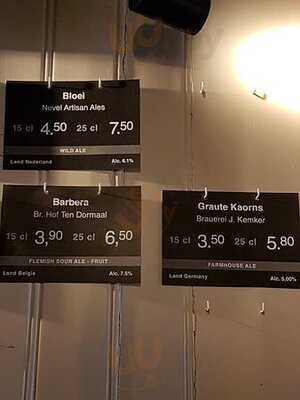 Bloei
Novel Artisan Ales
15 cl 4.50 25 cl 7.50
WILD ALE
Land Nederland Alc. 6.1%
Barbera
Br. Hof Ten Dormaal
15 cl 3,90 25 cl 6,50
FLEMISH SOUR ALE - FRUIT
Land Belgie Alc. 7.5%
Graute Kaorns
Brauerei J. Kemker
15 cl 3.50 25 cl 5.80
FARMHOUSE ALE
Land Germany Alc. 5,00%